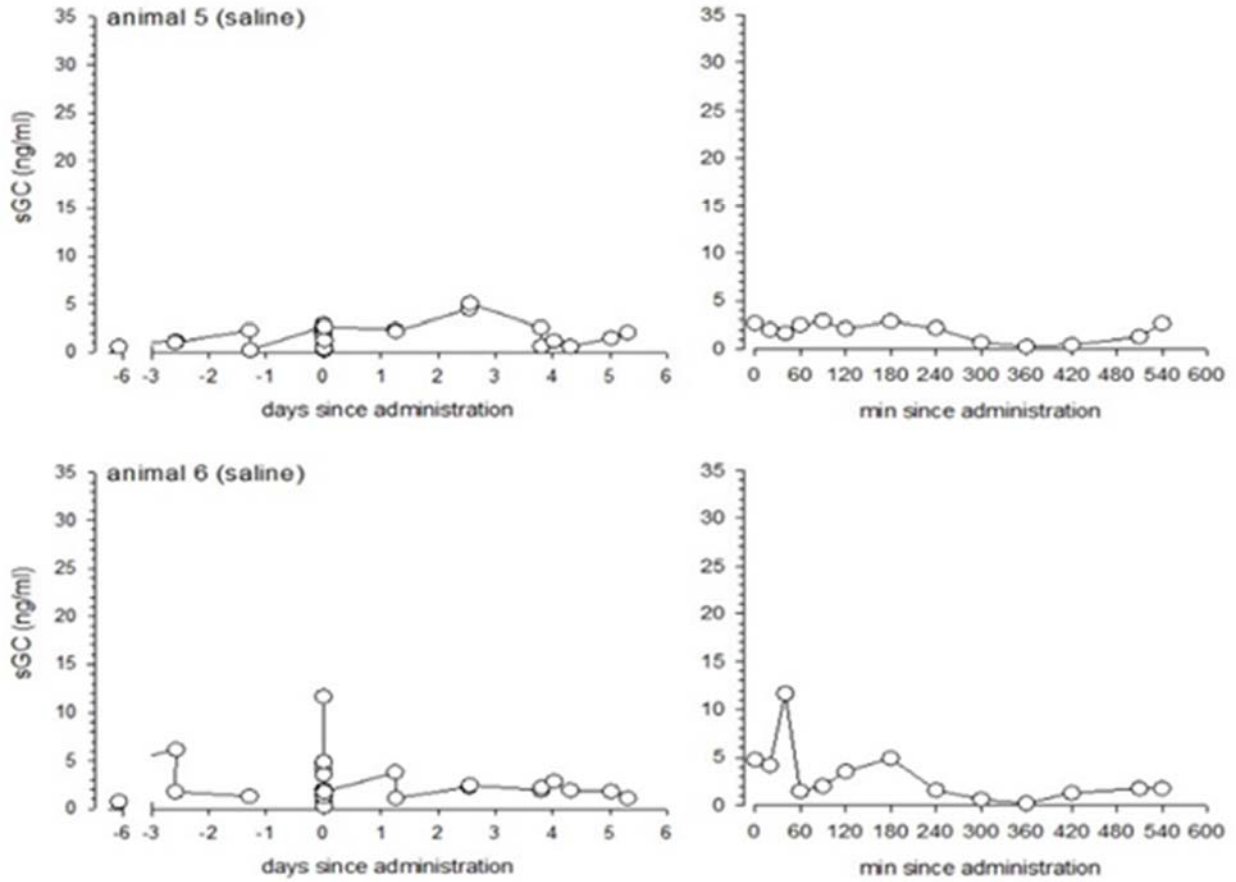 animal 5 (saline)
sGC (ng/ml)
35
30
25
20
15
10
5
0
-6 -3 -2 -1 0 1 2 3 4 5 6
days since administration
35
30
25
20
15
10
5
0
0 60 120 180 240 300 360 420 480 540 600
min since administration
animal 6 (saline)
sGC (ng/ml)
35
30
25
20
15
10
5
0
-6 -3 -2 -1 0 1 2 3 4 5 6
days since administration
35
30
25
20
15
10
5
0
0 60 120 180 240 300 360 420 480 540 600
min since administration